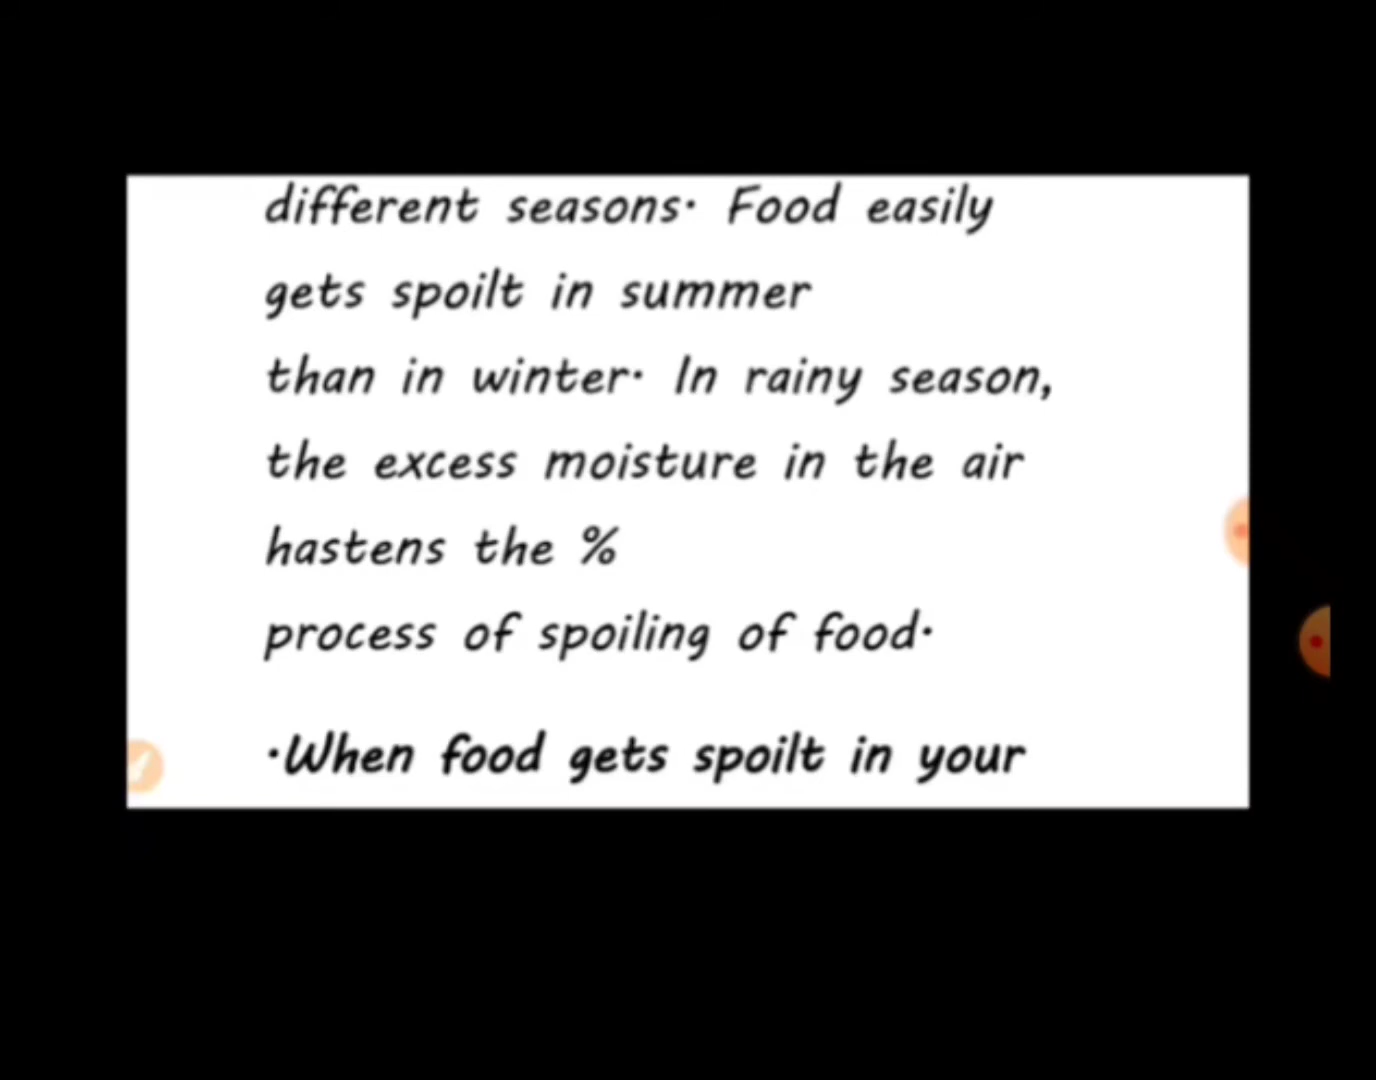 different seasons· Food easily
gets spoilt in summer
than in winter· In rainy season,
the excess moisture in the air
hastens the %
process of spoiling of food·
·When food gets spoilt in your